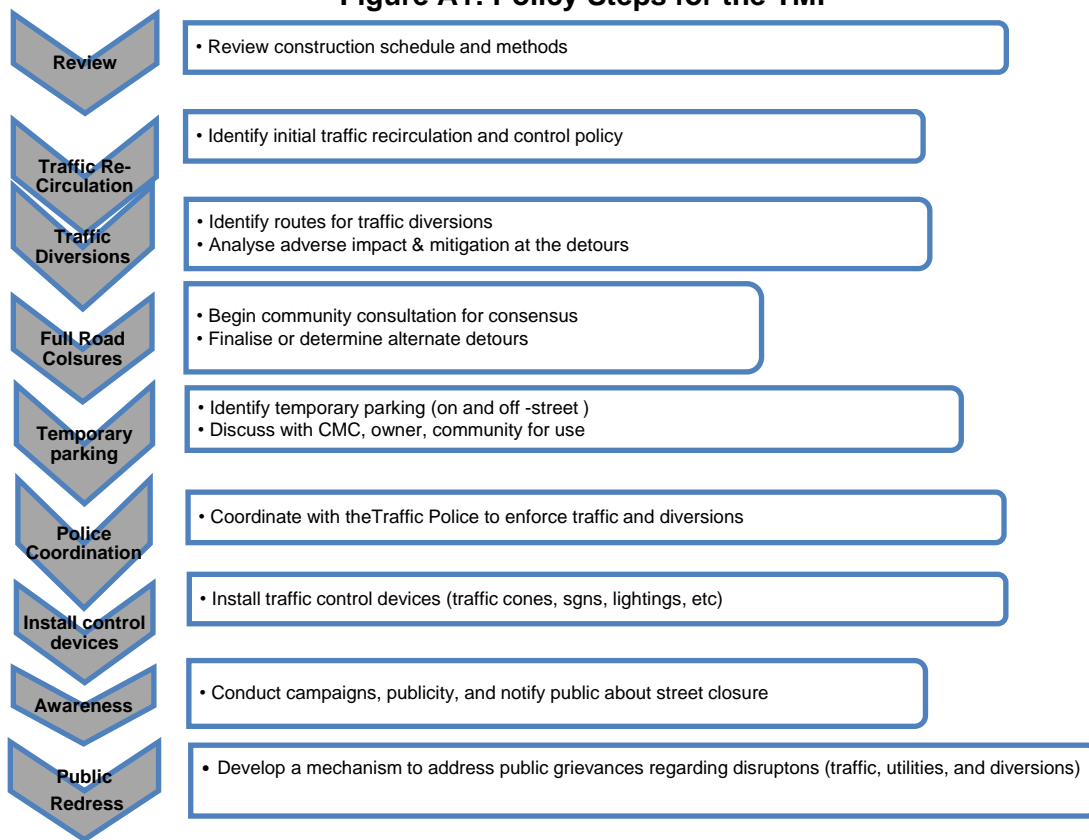 Figure A1: Policy Steps for the TMP
Review
• Review construction schedule and methods
Traffic Re-
Circulation
• Identify initial traffic recirculation and control policy
Traffic
Diversions
• Identify routes for traffic diversions
• Analyse adverse impact & mitigation at the detours
Full Road
Colsures
• Begin community consultation for consensus
• Finalise or determine alternate detours
Temporary
parking
• Identify temporary parking (on and off -street )
• Discuss with CMC, owner, community for use
Police
Coordination
• Coordinate with theTraffic Police to enforce traffic and diversions
Install control
devices
• Install traffic control devices (traffic cones, sgns, lightings, etc)
Awareness
• Conduct campaigns, publicity, and notify public about street closure
Public
Redress
• Develop a mechanism to address public grievances regarding disruptons (traffic, utilities, and diversions)